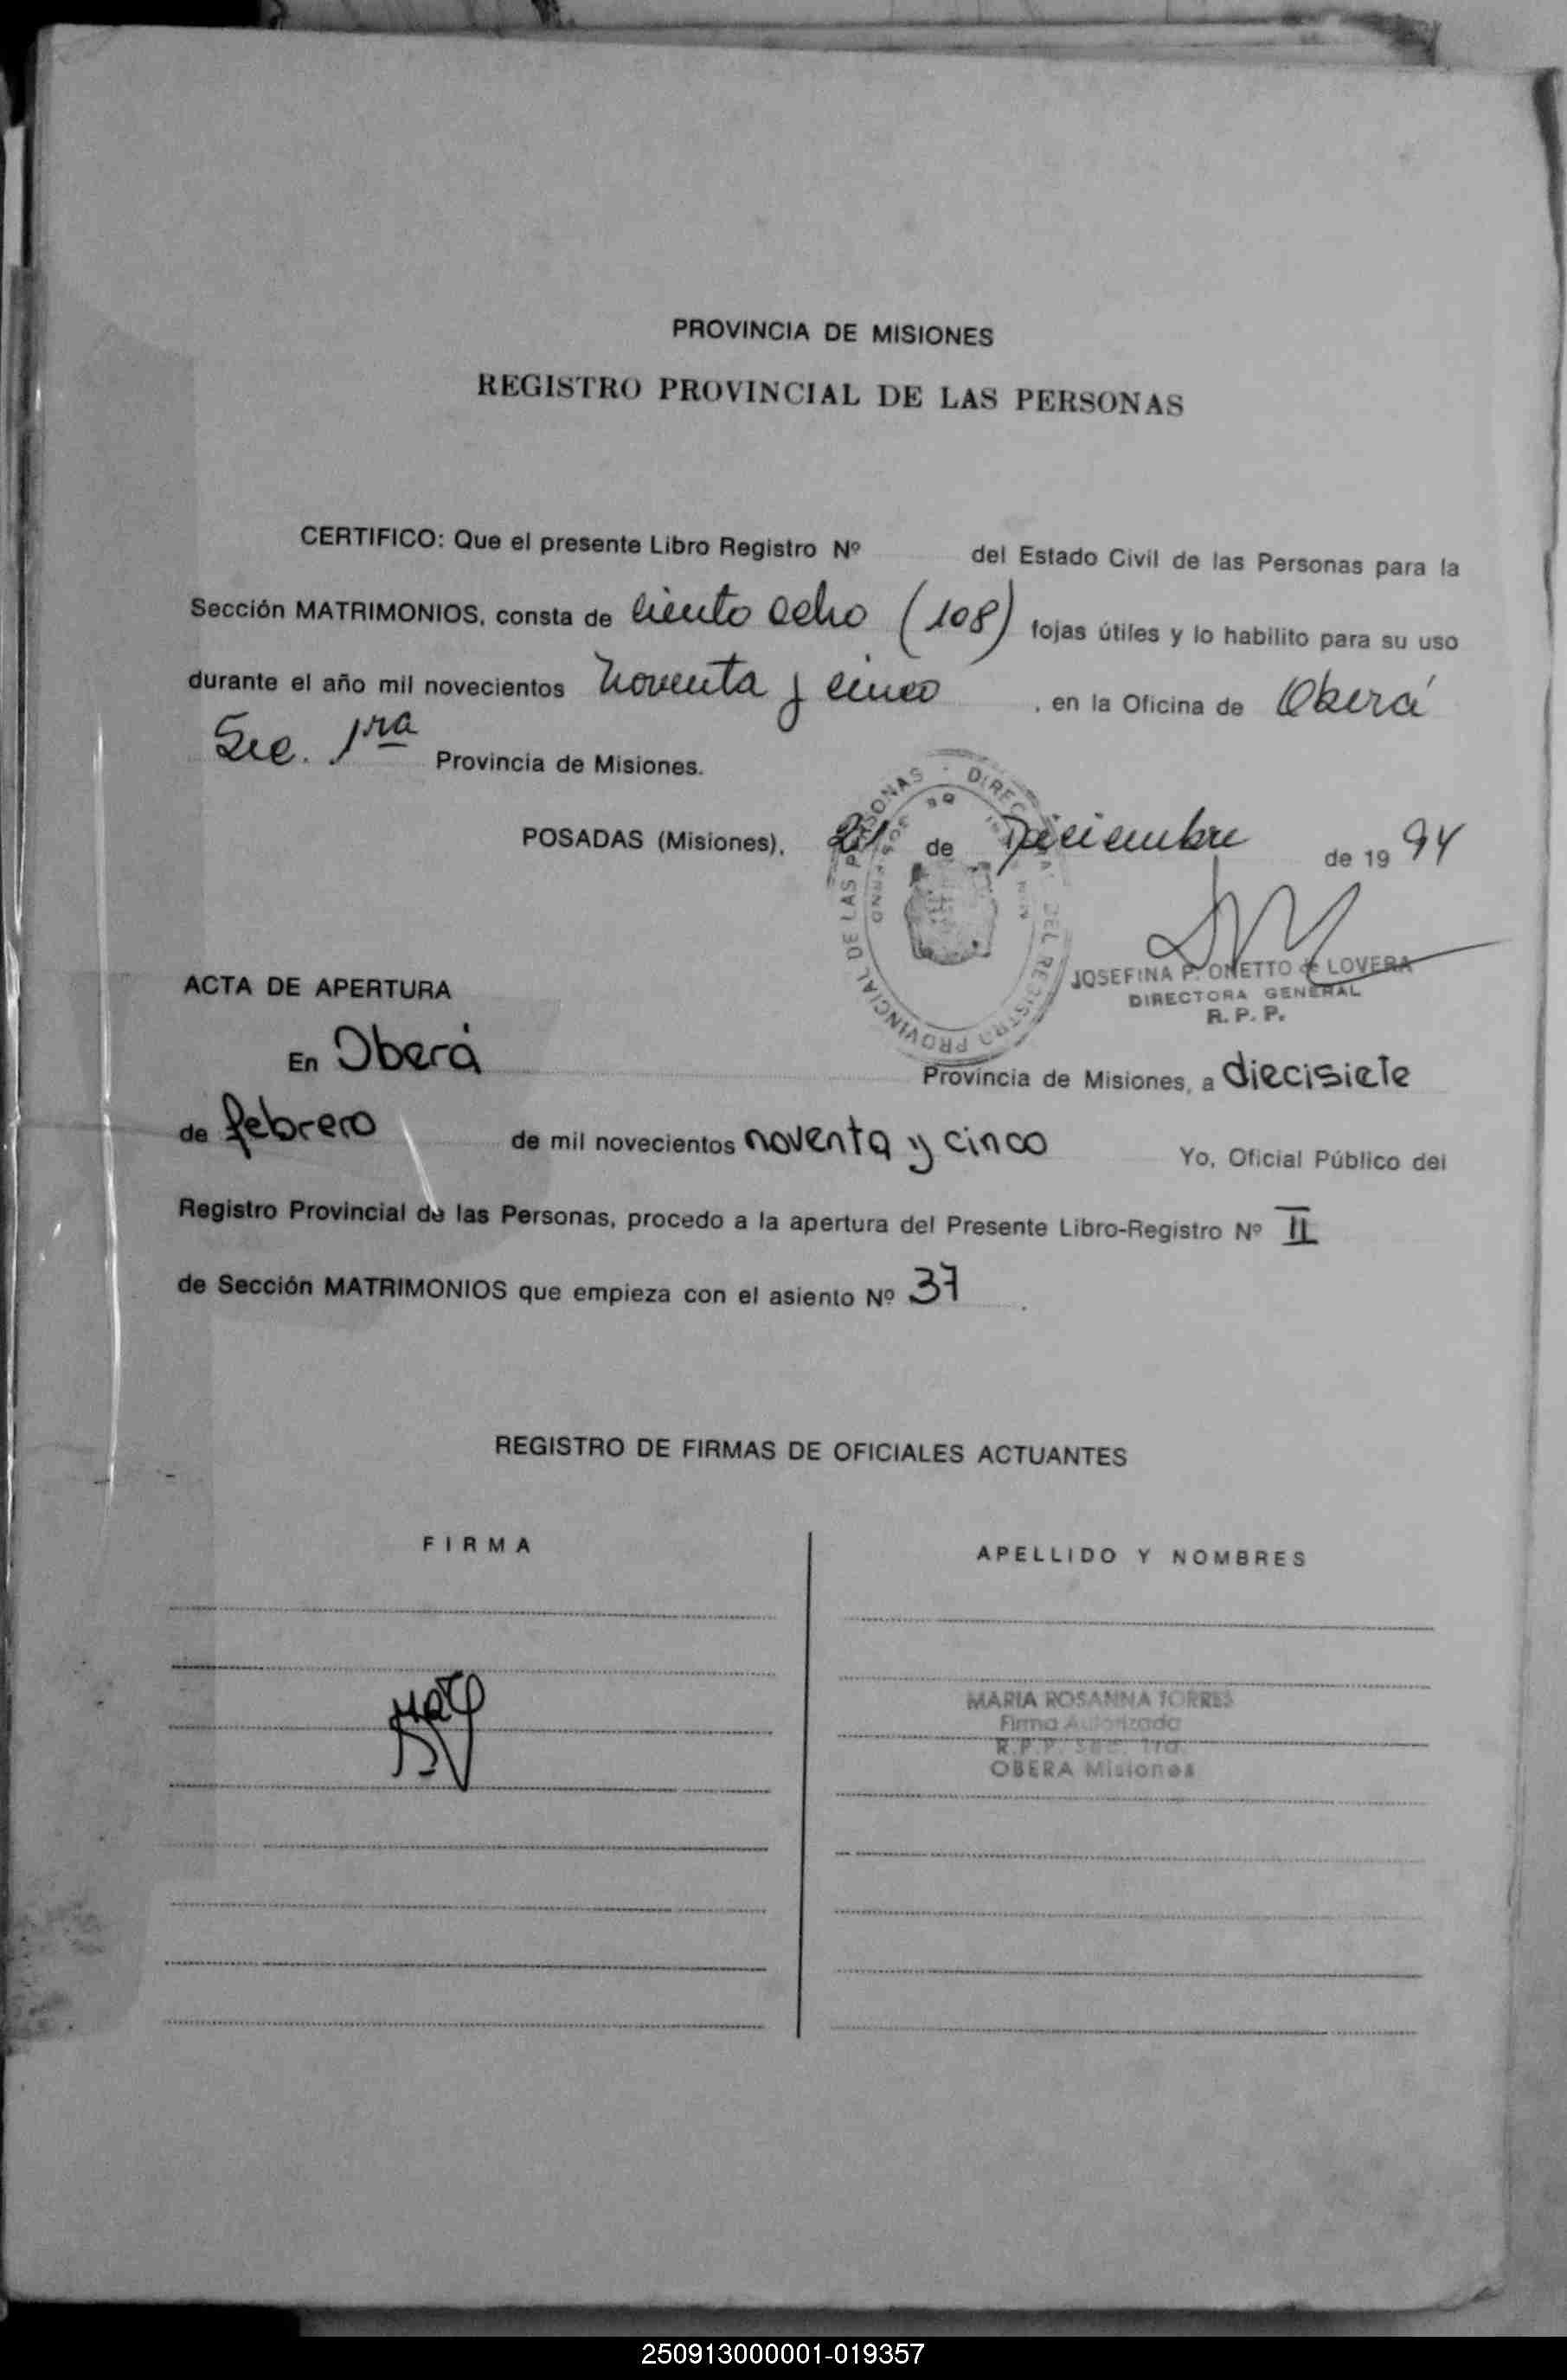 PROVINCIA DE MISIONES
REGISTRO PROVINCIAL DE LAS PERSONAS
CERTIFICO: Que el presente Libro Registro Nº del Estado Civil de las Personas para la
Sección MATRIMONIOS, consta de ciento ocho (108) fojas útiles y lo habilito para su uso
durante el año mil novecientos noventa y cinco , en la Oficina de Oberá
Sec. 1ra Provincia de Misiones.
POSADAS (Misiones), 21 de Diciembre de 1994
JOSEFINA P. ONETTO de LOVERA
DIRECTORA GENERAL
R. P. P.
ACTA DE APERTURA
En Oberá Provincia de Misiones, a diecisiete
de febrero de mil novecientos noventa y cinco Yo, Oficial Público del
Registro Provincial de las Personas, procedo a la apertura del Presente Libro-Registro Nº II
de Sección MATRIMONIOS que empieza con el asiento Nº 37
REGISTRO DE FIRMAS DE OFICIALES ACTUANTES
FIRMA APELLIDO Y NOMBRES
MARIA ROSANNA TORRES
Firma Autorizada
R.P.P. Sec. 1ra.
OBERA Misiones
250913000001-019357